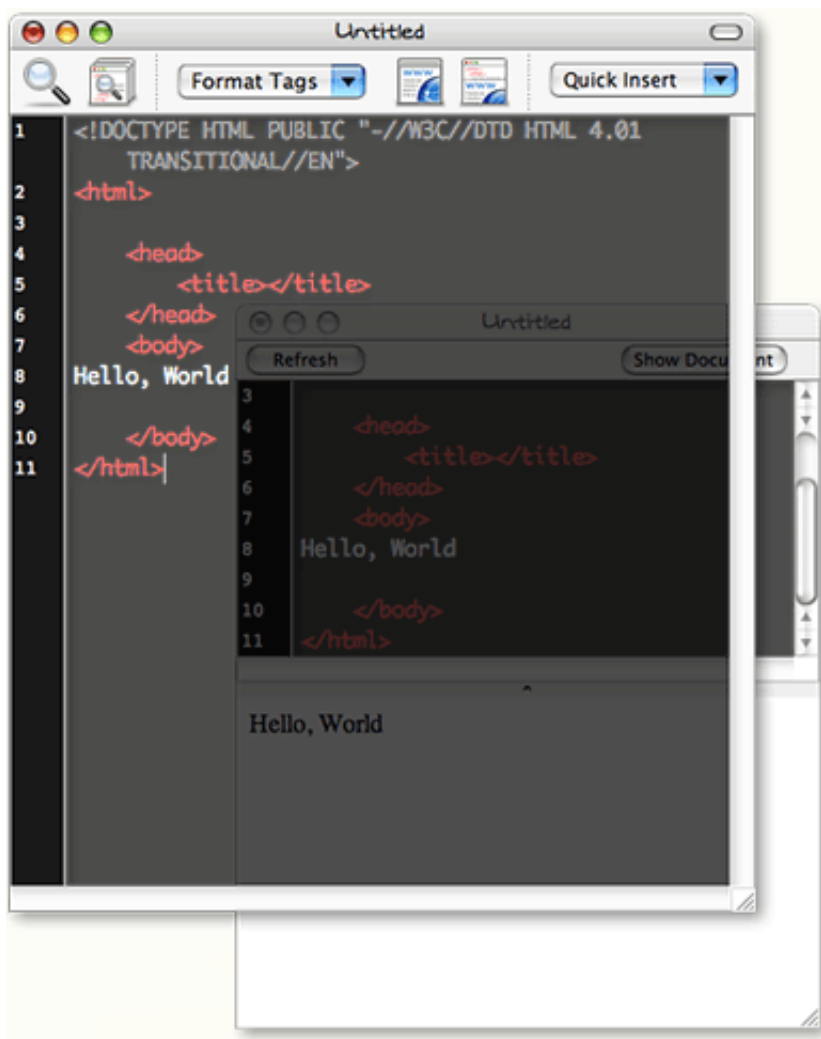 Untitled
Format Tags
Quick Insert
1 <!DOCTYPE HTML PUBLIC "-//W3C//DTD HTML 4.01
TRANSITIONAL//EN">
2 <html>
3
4 <head>
5 <title></title>
6 </head>
7 <body>
8 Hello, World
9
10 </body>
11 </html>
Untitled
Refresh
Show Document
3
4 <head>
5 <title></title>
6 </head>
7 <body>
8 Hello, World
9
10 </body>
11 </html>
Hello, World